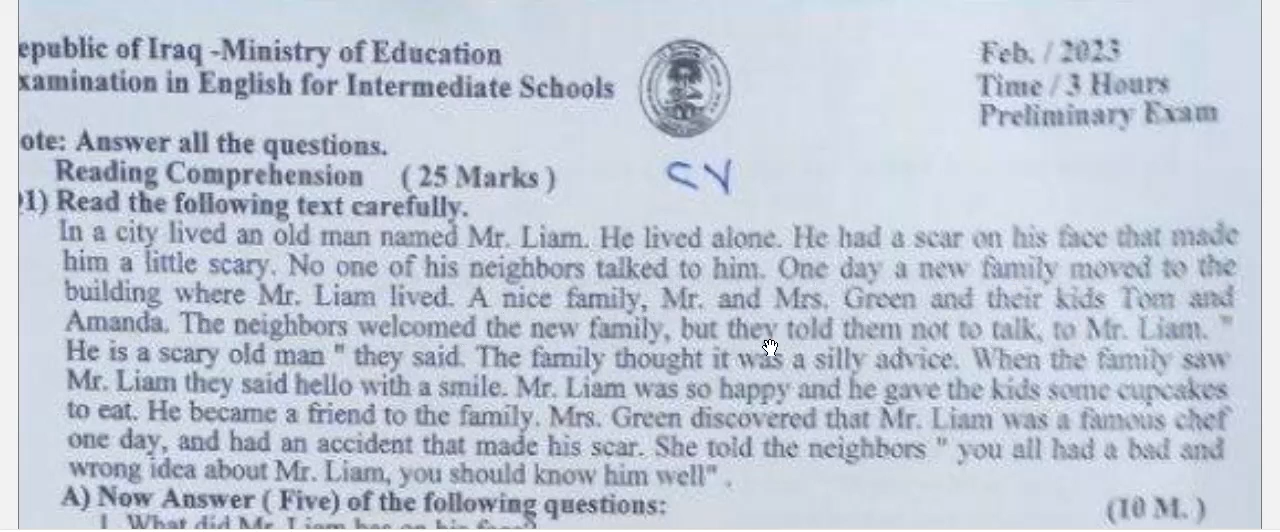 epublic of Iraq -Ministry of Education
xamination in English for Intermediate Schools
Feb. / 2023
Time / 3 Hours
Preliminary Exam
ote: Answer all the questions.
Reading Comprehension ( 25 Marks )
1) Read the following text carefully.
In a city lived an old man named Mr. Liam. He lived alone. He had a scar on his face that made
him a little scary. No one of his neighbors talked to him. One day a new family moved to the
building where Mr. Liam lived. A nice family, Mr. and Mrs. Green and their kids Tom and
Amanda. The neighbors welcomed the new family, but they told them not to talk, to Mr. Liam. "
He is a scary old man " they said. The family thought it was a silly advice. When the family saw
Mr. Liam they said hello with a smile. Mr. Liam was so happy and he gave the kids some cupcakes
to eat. He became a friend to the family. Mrs. Green discovered that Mr. Liam was a famous chef
one day, and had an accident that made his scar. She told the neighbors " you all had a bad and
wrong idea about Mr. Liam, you should know him well" .
A) Now Answer ( Five) of the following questions: (10 M. )
1. What did Mr. Liam has on his face?